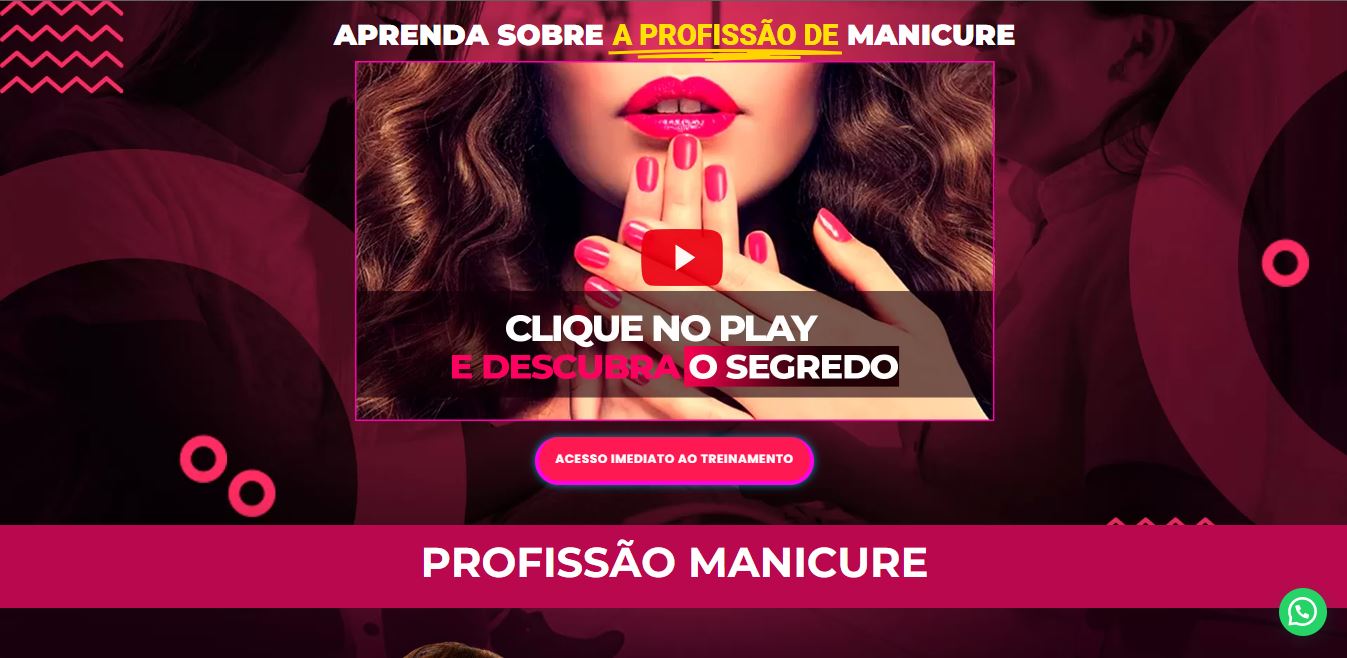 APRENDA SOBRE A PROFISSÃO DE MANICURE
CLIQUE NO PLAY
E DESCUBRA O SEGREDO
ACESSO IMEDIATO AO TREINAMENTO
PROFISSÃO MANICURE